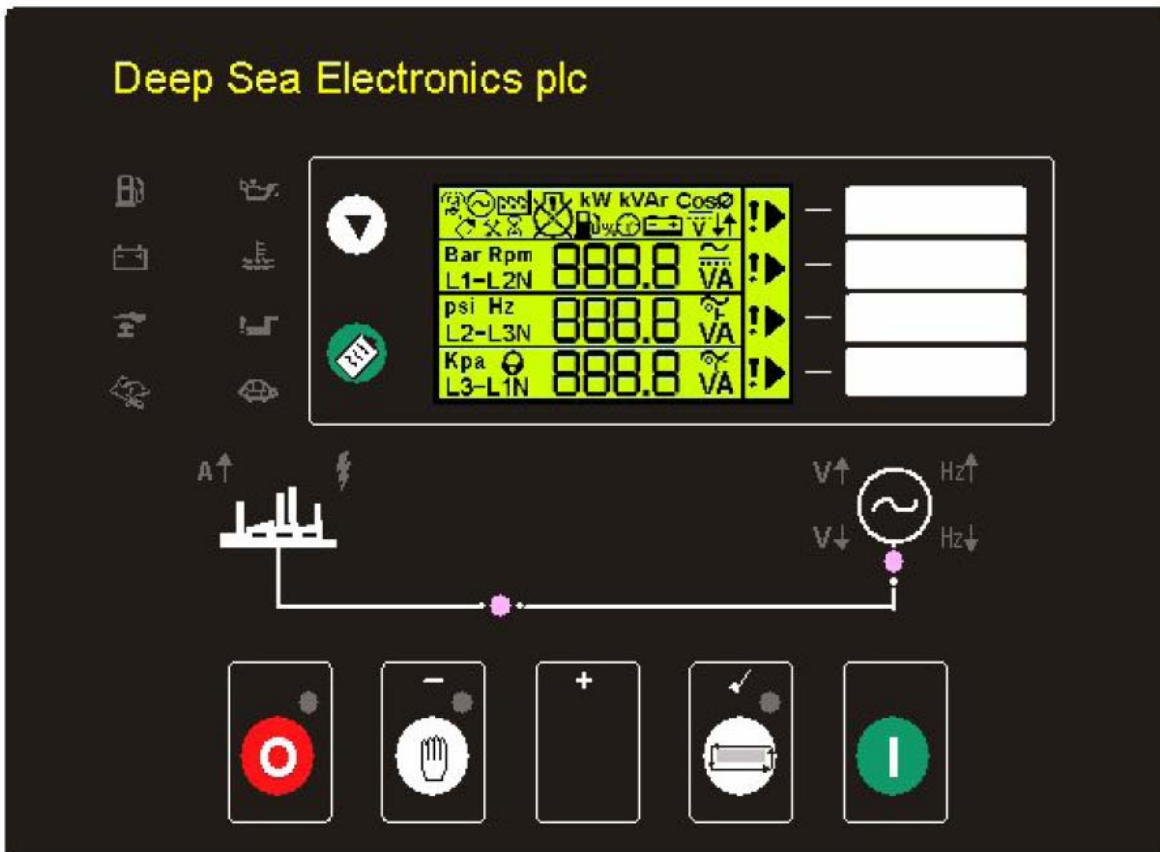 Deep Sea Electronics plc
kW kVAr CosØ
V
Bar Rpm 888.8 VA
L1-L2N
psi Hz 888.8 VA
L2-L3N
Kpa 888.8 VA
L3-L1N
A
V Hz
V Hz
- +
O I